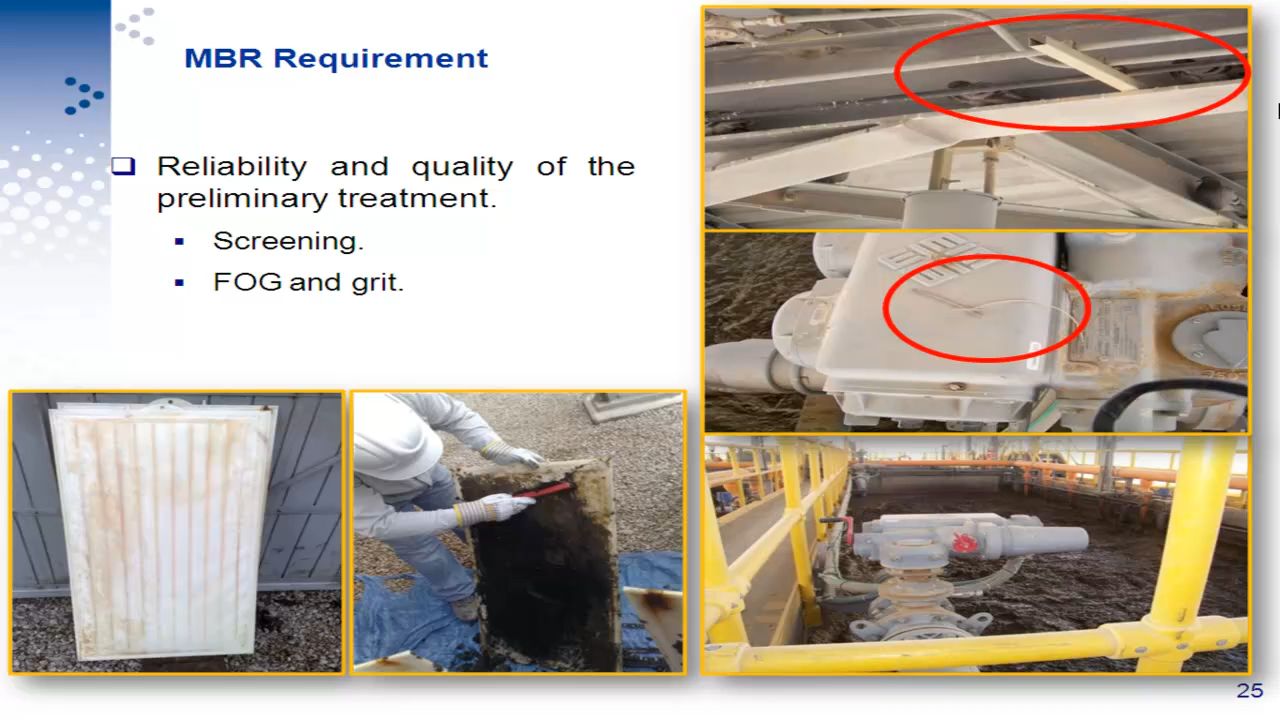 MBR Requirement
Reliability and quality of the
preliminary treatment.
Screening.
FOG and grit.
25